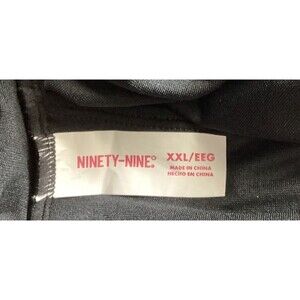 NINETY-NINE° XXL/EEG
MADE IN CHINA
HECHO EN CHINA